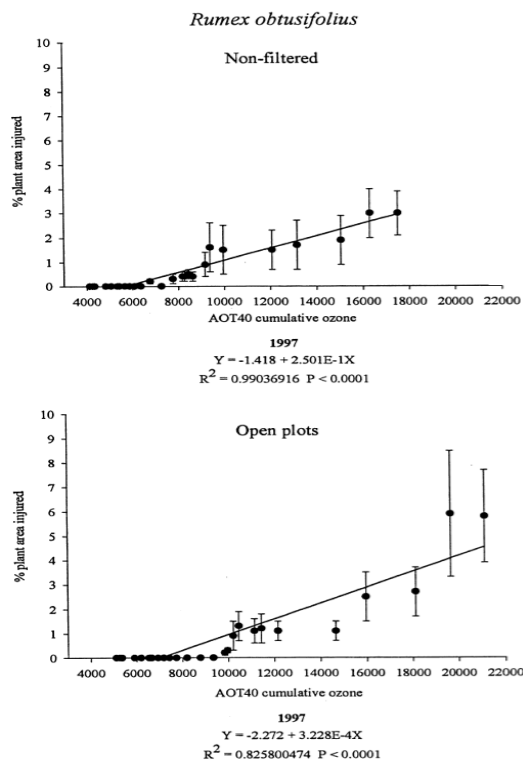 Rumex obtusifolius
Non-filtered
% plant area injured
10
9
8
7
6
5
4
3
2
1
0
4000 6000 8000 10000 12000 14000 16000 18000 20000 22000
AOT40 cumulative ozone
1997
Y = -1.418 + 2.501E-1X
R2 = 0.99036916 P < 0.0001
Open plots
% plant area injured
10
9
8
7
6
5
4
3
2
1
0
4000 6000 8000 10000 12000 14000 16000 18000 20000 22000
AOT40 cumulative ozone
1997
Y = -2.272 + 3.228E-4X
R2 = 0.825800474 P < 0.0001